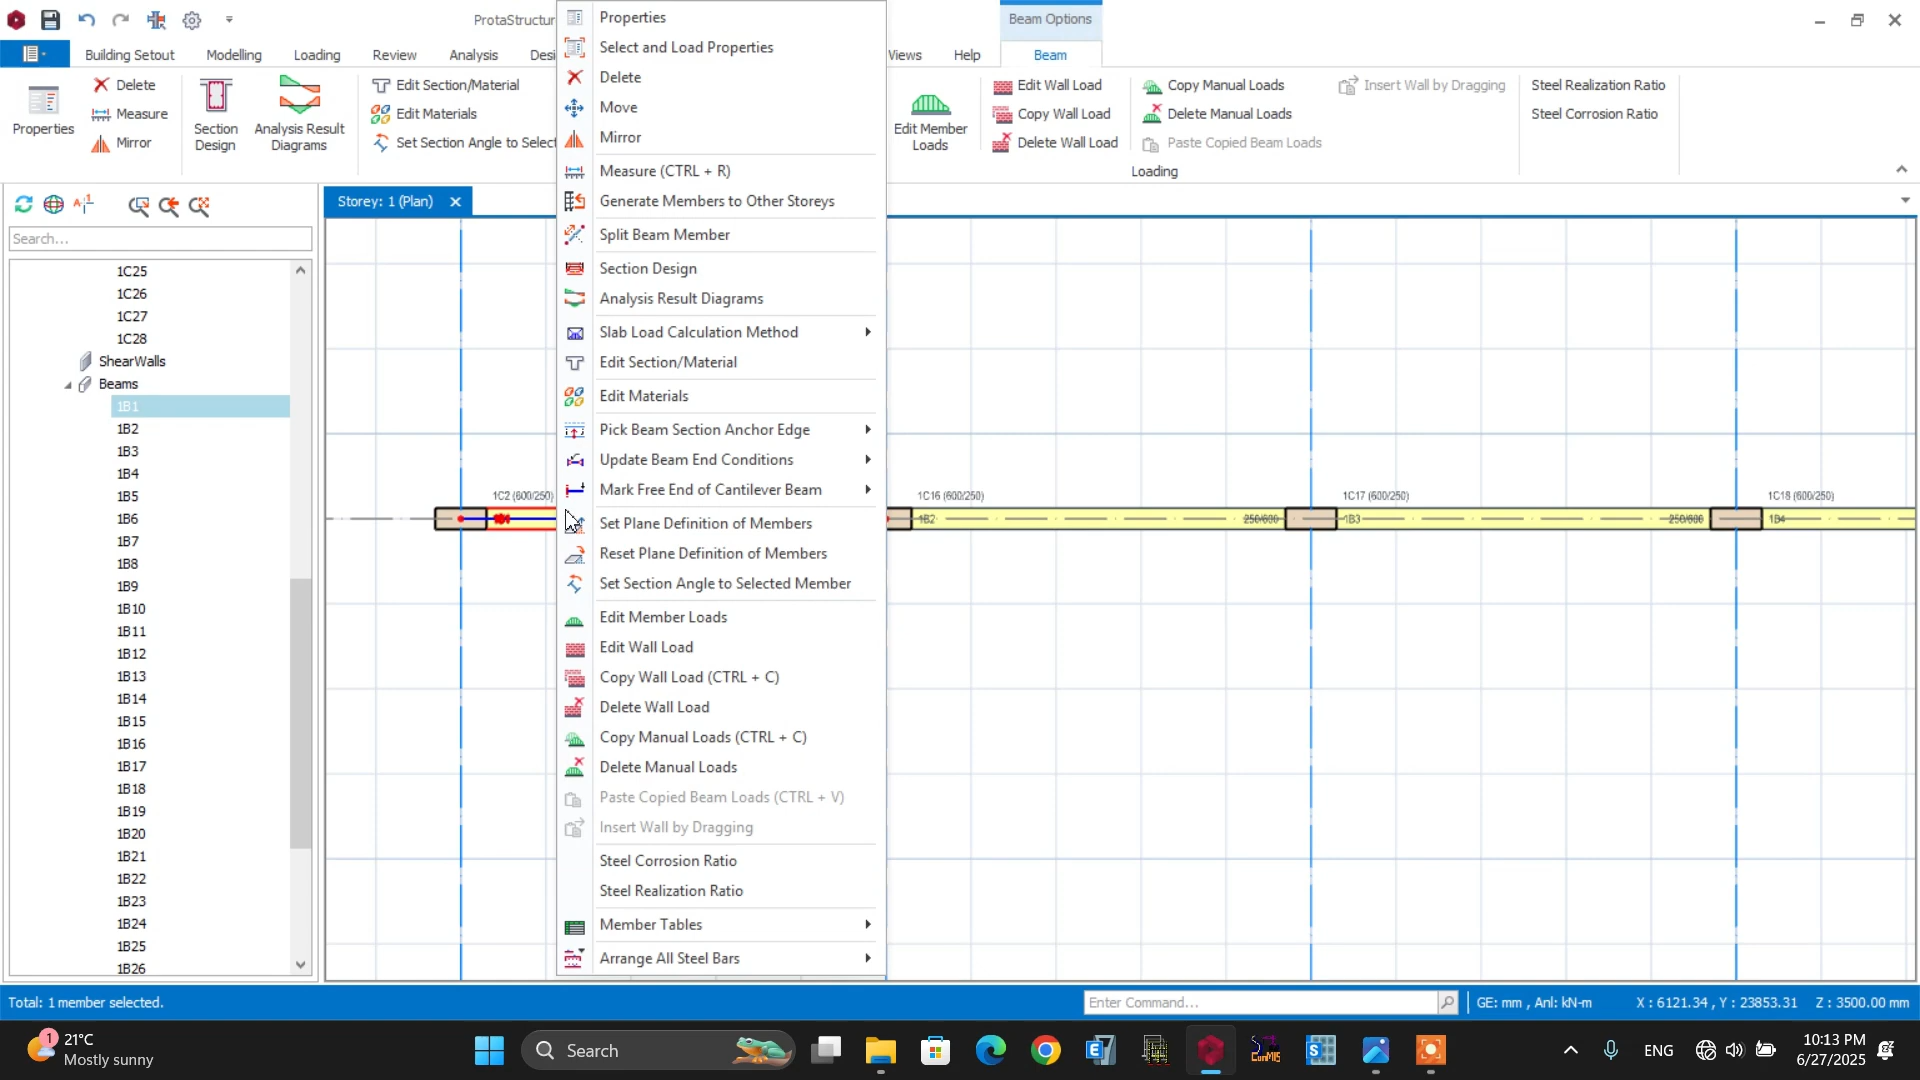 ProtaStructur
Beam Options
Building Setout
Modelling
Loading
Review
Analysis
Desi
Views
Help
Beam
Properties
Delete
Measure
Mirror
Section Design
Analysis Result Diagrams
Edit Section/Material
Edit Materials
Set Section Angle to Select
Edit Member Loads
Edit Wall Load
Copy Wall Load
Delete Wall Load
Copy Manual Loads
Delete Manual Loads
Paste Copied Beam Loads
Insert Wall by Dragging
Steel Realization Ratio
Steel Corrosion Ratio
Loading
Search...
1C25
1C26
1C27
1C28
ShearWalls
Beams
1B1
1B2
1B3
1B4
1B5
1B6
1B7
1B8
1B9
1B10
1B11
1B12
1B13
1B14
1B15
1B16
1B17
1B18
1B19
1B20
1B21
1B22
1B23
1B24
1B25
1B26
Storey: 1 (Plan)
Properties
Select and Load Properties
Delete
Move
Mirror
Measure (CTRL + R)
Generate Members to Other Storeys
Split Beam Member
Section Design
Analysis Result Diagrams
Slab Load Calculation Method
Edit Section/Material
Edit Materials
Pick Beam Section Anchor Edge
Update Beam End Conditions
Mark Free End of Cantilever Beam
Set Plane Definition of Members
Reset Plane Definition of Members
Set Section Angle to Selected Member
Edit Member Loads
Edit Wall Load
Copy Wall Load (CTRL + C)
Delete Wall Load
Copy Manual Loads (CTRL + C)
Delete Manual Loads
Paste Copied Beam Loads (CTRL + V)
Insert Wall by Dragging
Steel Corrosion Ratio
Steel Realization Ratio
Member Tables
Arrange All Steel Bars
1C2 (600/250)
1C16 (600/250)
1C17 (600/250)
1C18 (600/250)
1B2
250/600
1B3
250/600
1B4
Total: 1 member selected.
Enter Command...
GE: mm , Anl: kN-m
X : 6121.34 , Y : 23853.31
Z : 3500.00 mm
1
21°C
Mostly sunny
Search
ENG
10:13 PM
6/27/2025